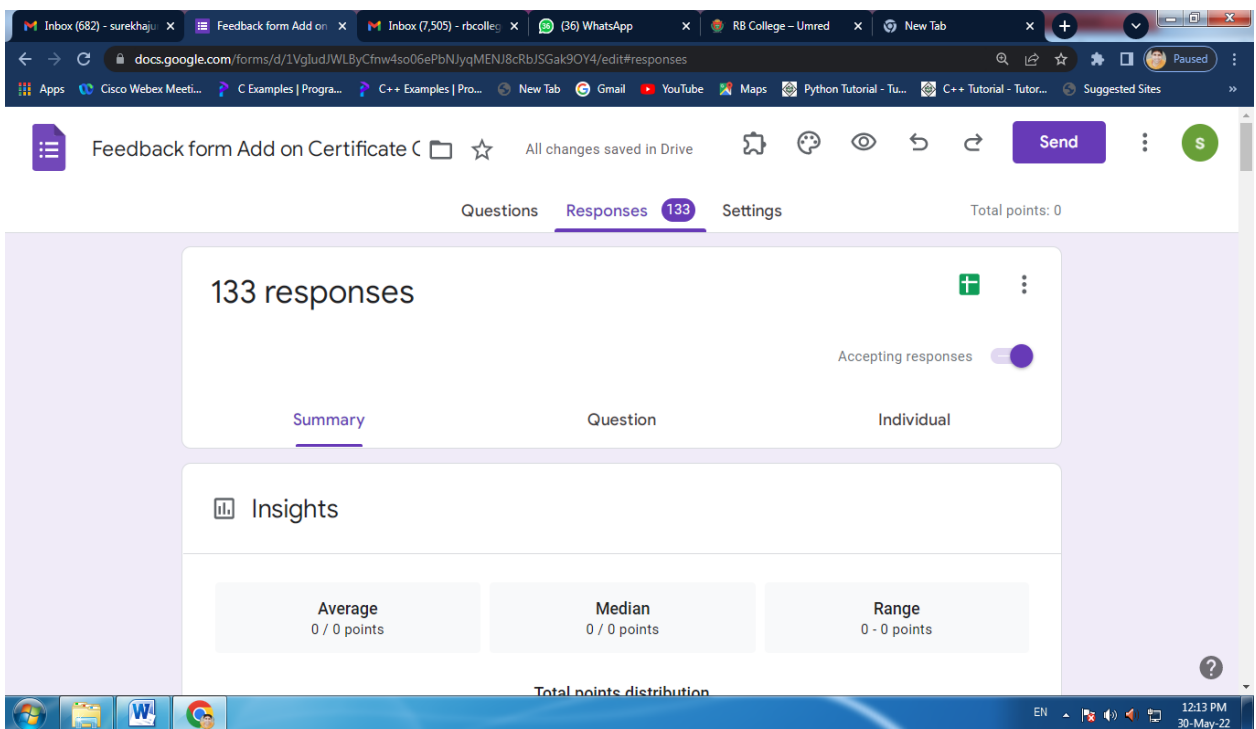 Inbox (682) - surekhaju
Feedback form Add on
Inbox (7,505) - rbcolleg
(36) WhatsApp
RB College – Umred
New Tab
docs.google.com/forms/d/1VgIudJWLByCfnw4so06ePbNJyqMENJ8cRbJSGak9OY4/edit#responses
Paused
Apps
Cisco Webex Meeti...
C Examples | Progra...
C++ Examples | Pro...
New Tab
Gmail
YouTube
Maps
Python Tutorial - Tu...
C++ Tutorial - Tutor...
Suggested Sites
»
Feedback form Add on Certificate C
All changes saved in Drive
Send
S
Questions
Responses 133
Settings
Total points: 0
133 responses
Accepting responses
Summary
Question
Individual
Insights
Average
0 / 0 points
Median
0 / 0 points
Range
0 - 0 points
Total points distribution
EN
12:13 PM
30-May-22